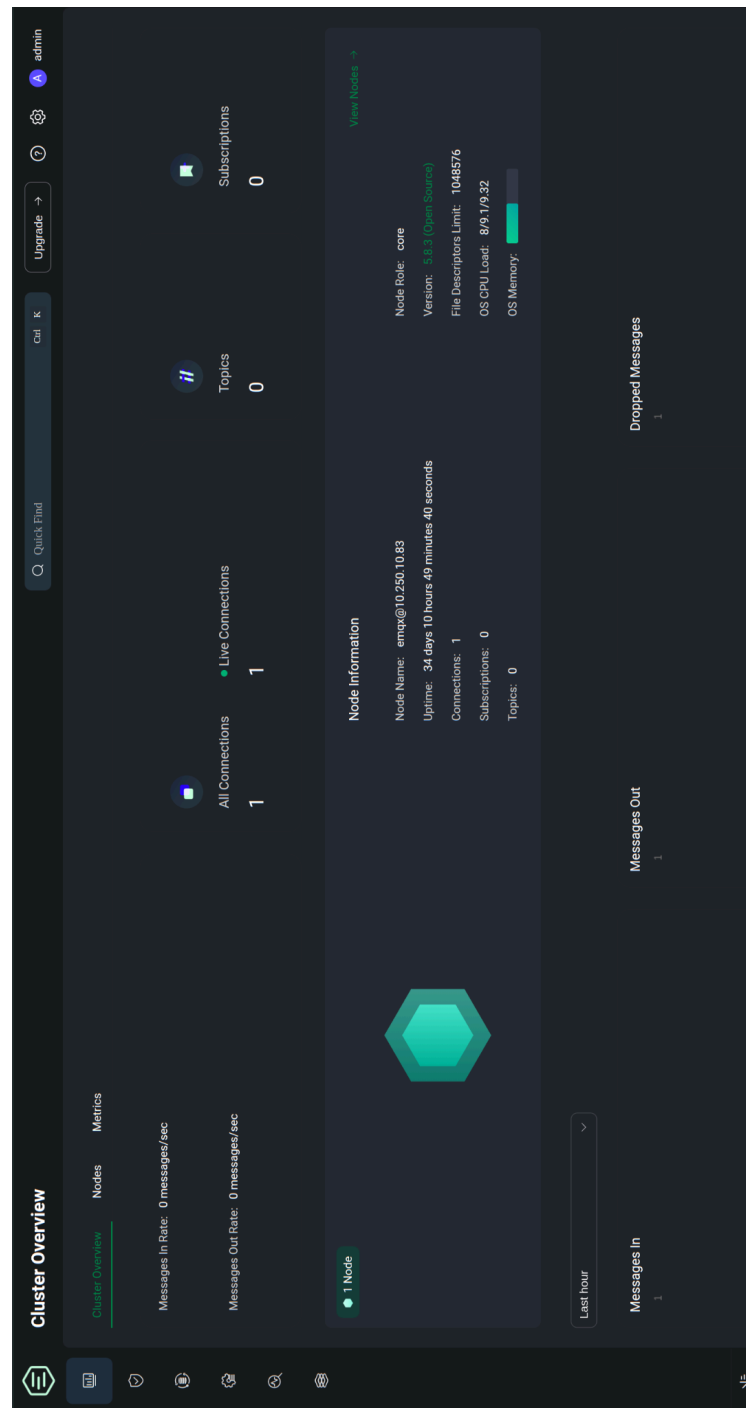 Cluster Overview
Quick Find
Ctrl K
Upgrade →
A admin
Cluster Overview
Nodes
Metrics
Messages In Rate: 0 messages/sec
Messages Out Rate: 0 messages/sec
All Connections
1
Live Connections
1
Topics
0
Subscriptions
0
1 Node
Node Information
View Nodes →
Node Name: emqx@10.250.10.83
Uptime: 34 days 10 hours 49 minutes 40 seconds
Connections: 1
Subscriptions: 0
Topics: 0
Node Role: core
Version: 5.8.3 (Open Source)
File Descriptors Limit: 1048576
OS CPU Load: 8/9.1/9.32
OS Memory:
Last hour
Messages In
1
Messages Out
1
Dropped Messages
1